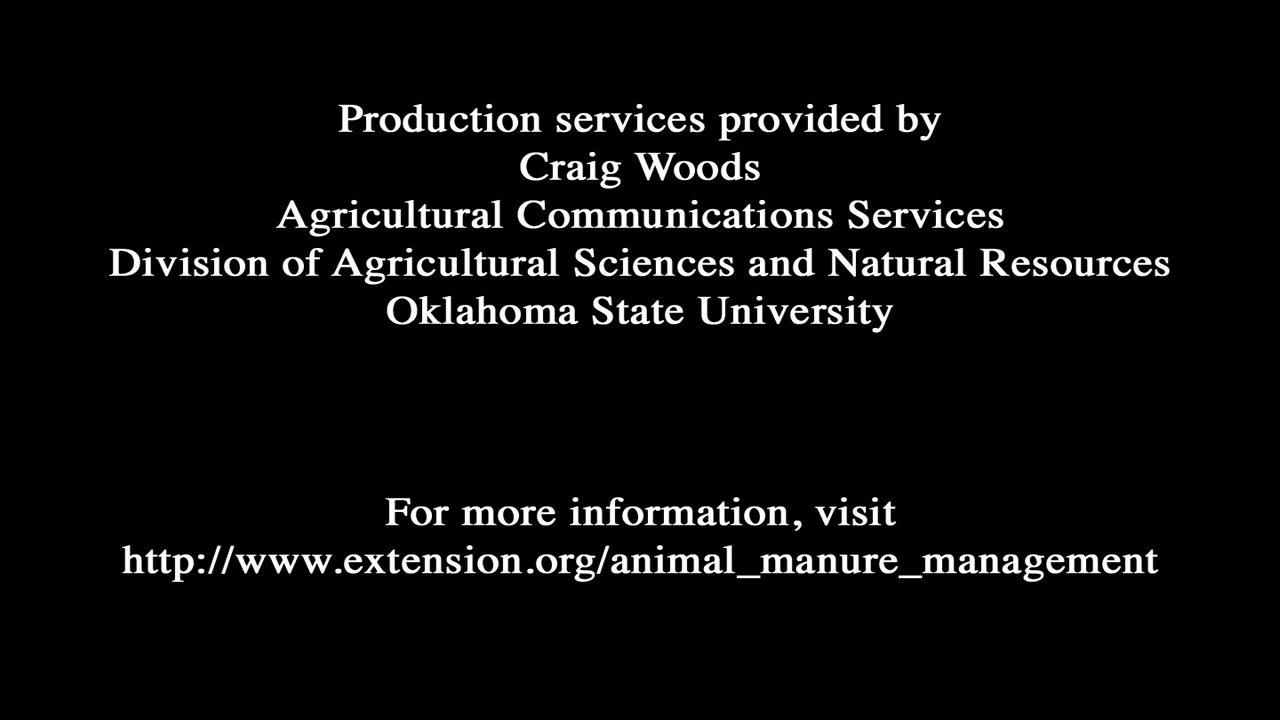 Production services provided by
Craig Woods
Agricultural Communications Services
Division of Agricultural Sciences and Natural Resources
Oklahoma State University
For more information, visit
http://www.extension.org/animal_manure_management